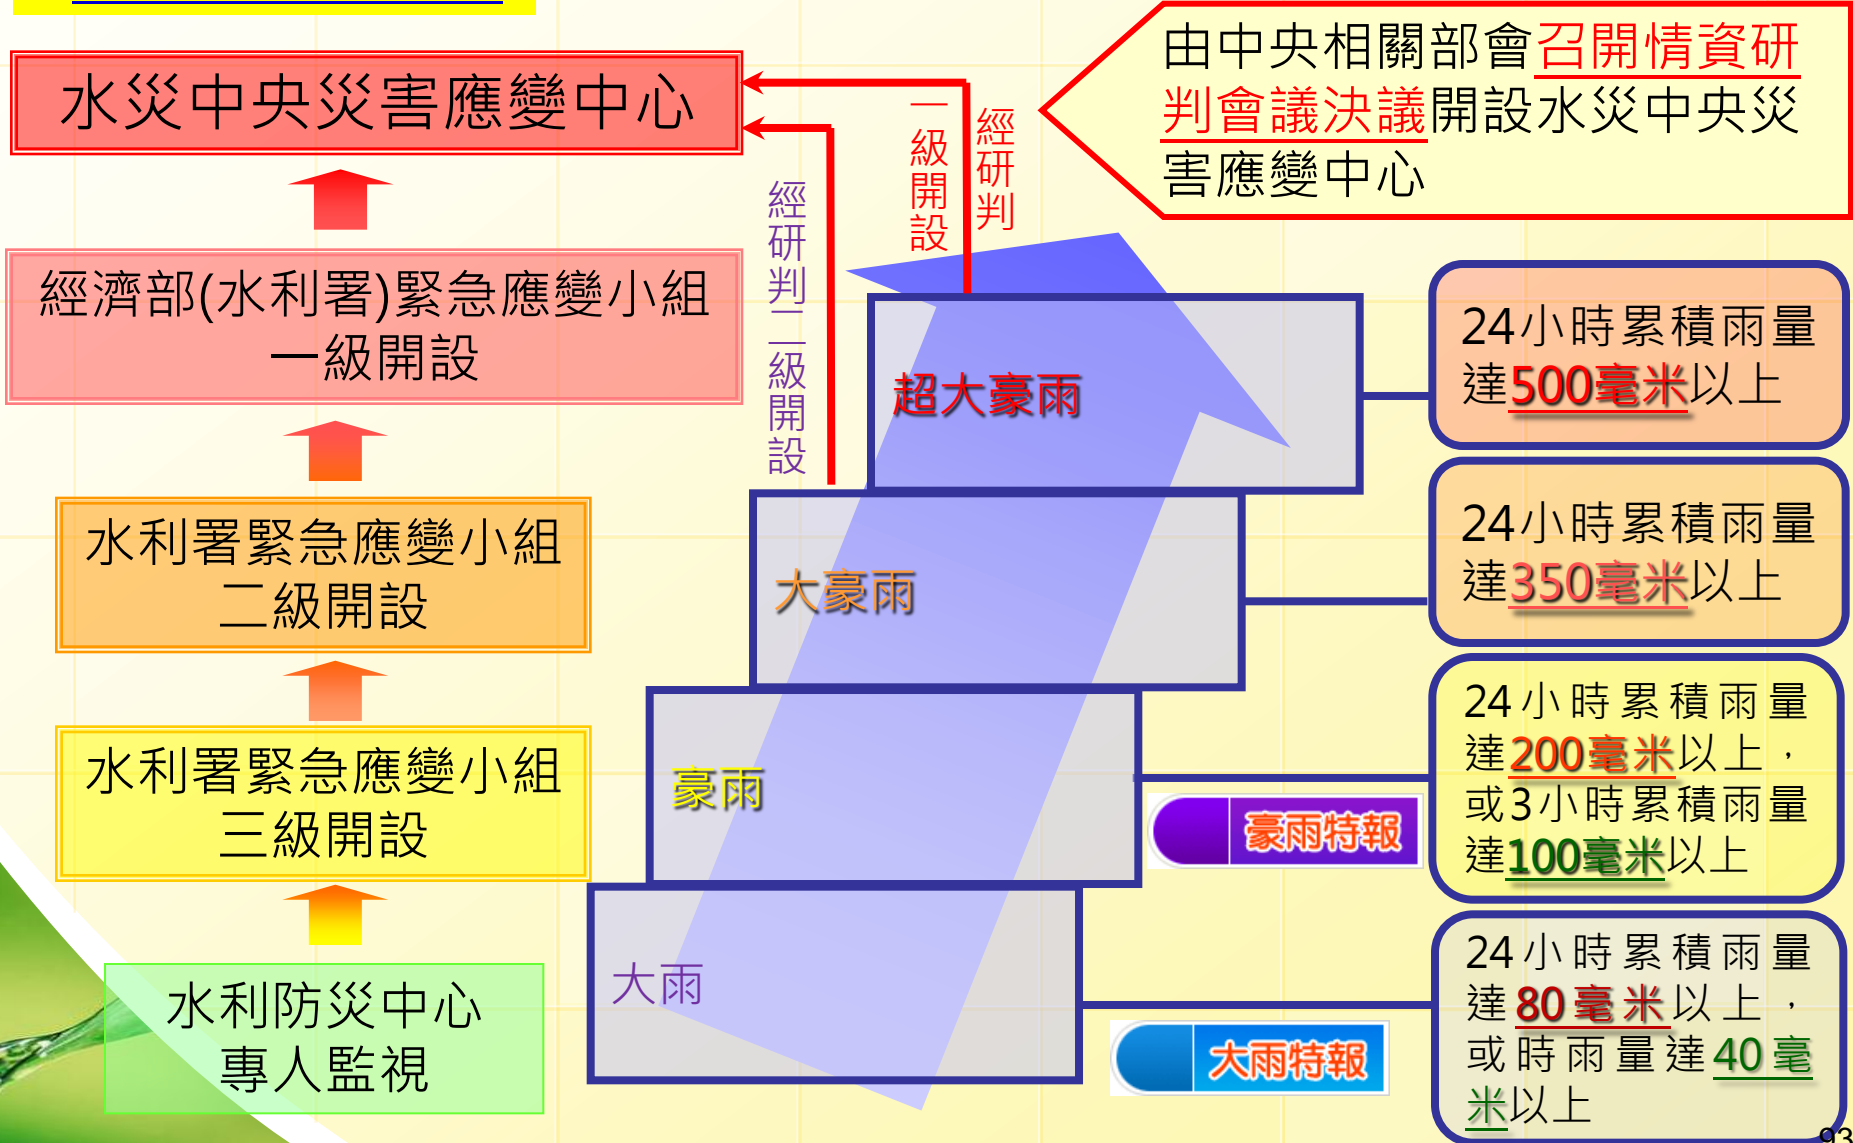 水災中央災害應變中心
經濟部(水利署)緊急應變小組
一級開設
水利署緊急應變小組
二級開設
水利署緊急應變小組
三級開設
水利防災中心
專人監視
經研判二級開設
一級開設
經研判
由中央相關部會召開情資研
判會議決議開設水災中央災
害應變中心
超大豪雨
24小時累積雨量
達500毫米以上
大豪雨
24小時累積雨量
達350毫米以上
豪雨
豪雨特報
24小時累積雨量
達200毫米以上，
或3小時累積雨量
達100毫米以上
大雨
大雨特報
24小時累積雨量
達80毫米以上，
或時雨量達40毫
米以上
93